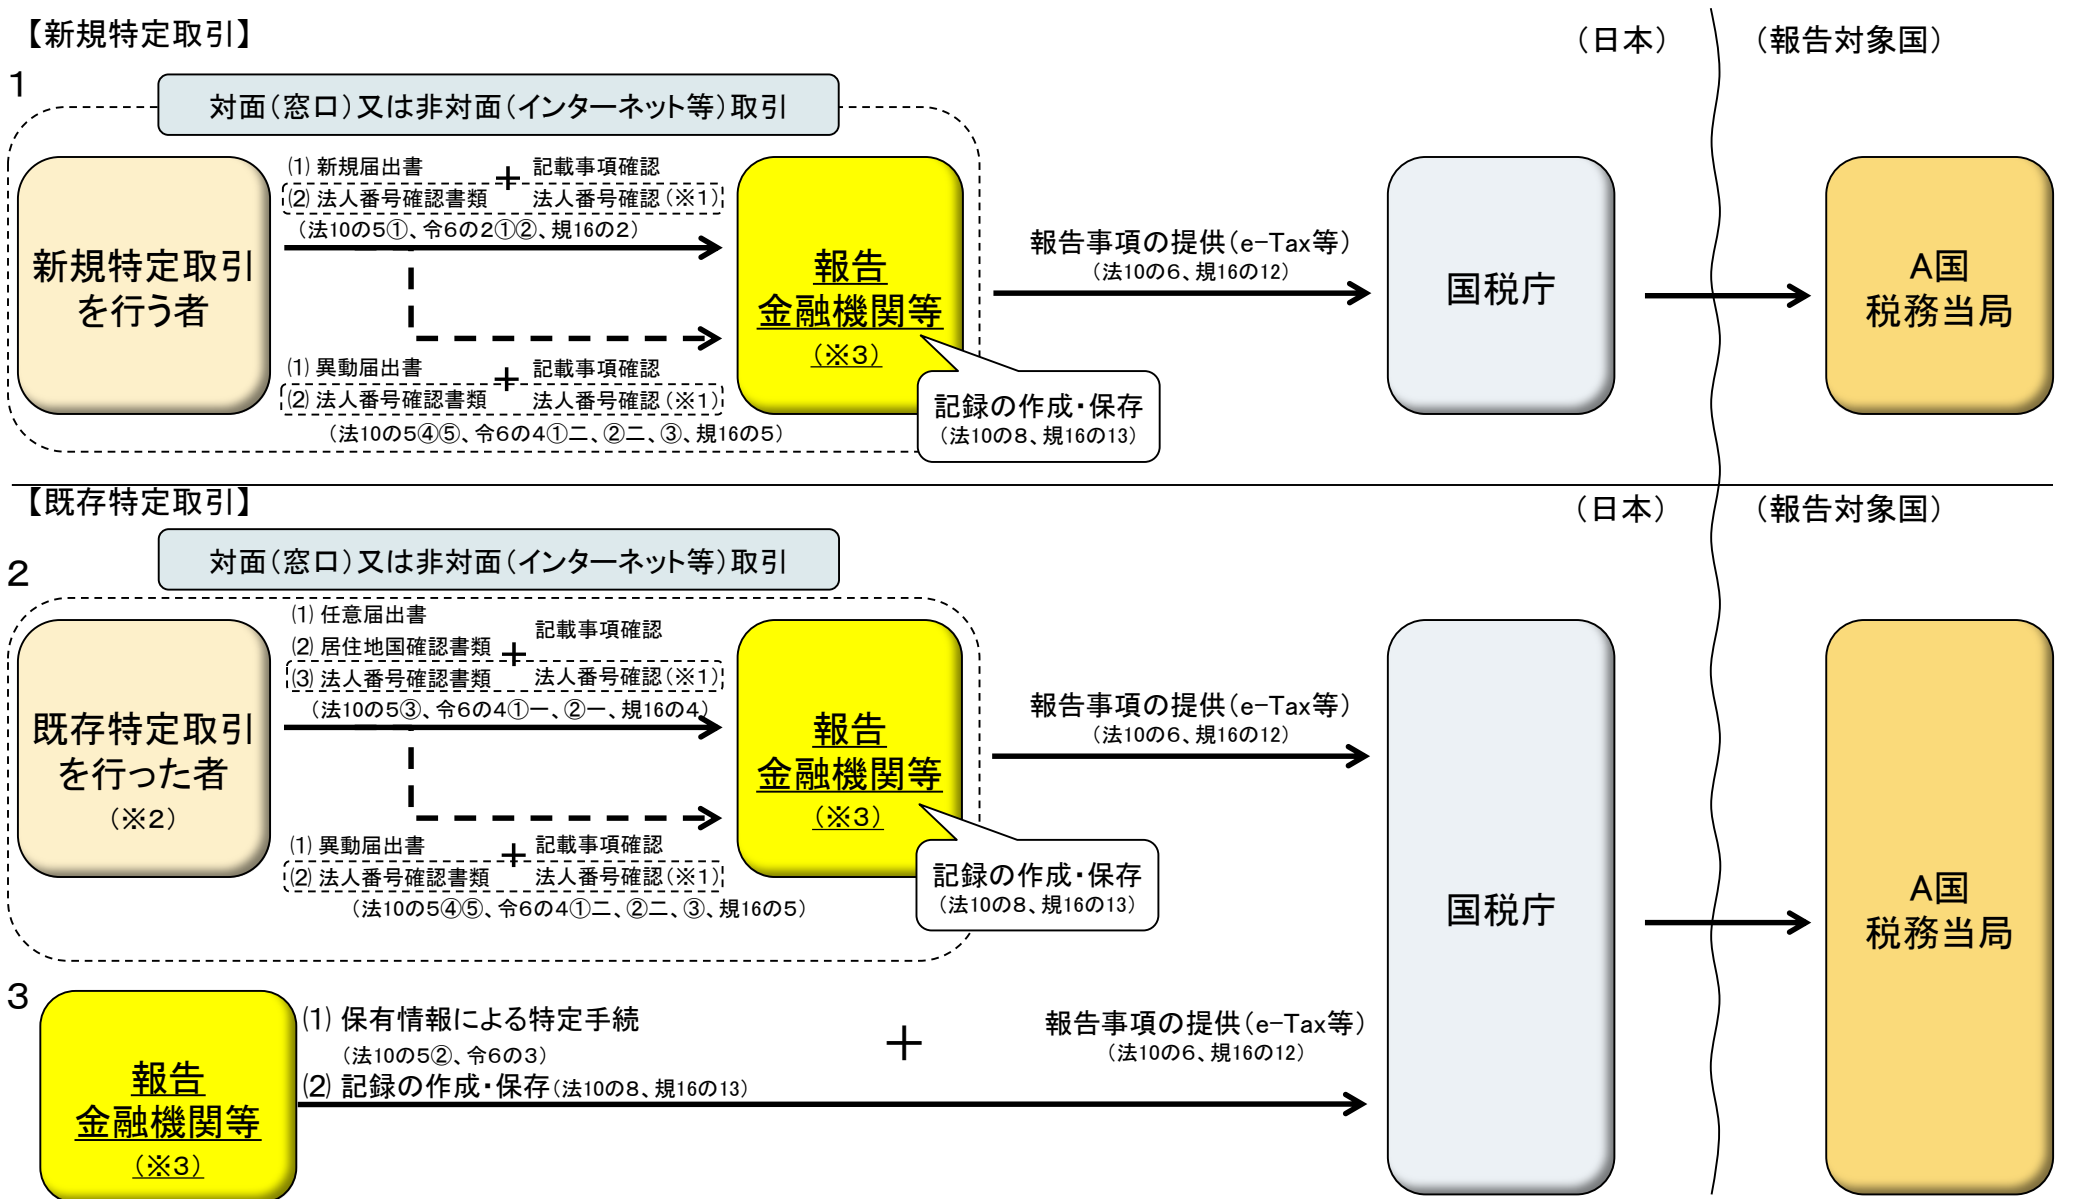 【新規特定取引】
（日本）
（報告対象国）
1
対面（窓口）又は非対面（インターネット等）取引
新規特定取引
を行う者
⑴ 新規届出書
＋
記載事項確認
⑵ 法人番号確認書類
法人番号確認（※1）
（法10の5①、令6の2①②、規16の2）
⑴ 異動届出書
＋
記載事項確認
⑵ 法人番号確認書類
法人番号確認（※1）
（法10の5④⑤、令6の4①二、②二、③、規16の5）
報告
金融機関等
（※3）
記録の作成・保存
（法10の8、規16の13）
報告事項の提供（e-Tax等）
（法10の6、規16の12）
国税庁
A国
税務当局
【既存特定取引】
（日本）
（報告対象国）
2
対面（窓口）又は非対面（インターネット等）取引
既存特定取引
を行った者
（※2）
⑴ 任意届出書
⑵ 居住地国確認書類
＋
記載事項確認
⑶ 法人番号確認書類
法人番号確認（※1）
（法10の5③、令6の4①一、②一、規16の4）
⑴ 異動届出書
＋
記載事項確認
⑵ 法人番号確認書類
法人番号確認（※1）
（法10の5④⑤、令6の4①二、②二、③、規16の5）
報告
金融機関等
（※3）
記録の作成・保存
（法10の8、規16の13）
報告事項の提供（e-Tax等）
（法10の6、規16の12）
国税庁
A国
税務当局
3
報告
金融機関等
（※3）
⑴ 保有情報による特定手続
（法10の5②、令6の3）
⑵ 記録の作成・保存（法10の8、規16の13）
＋
報告事項の提供（e-Tax等）
（法10の6、規16の12）